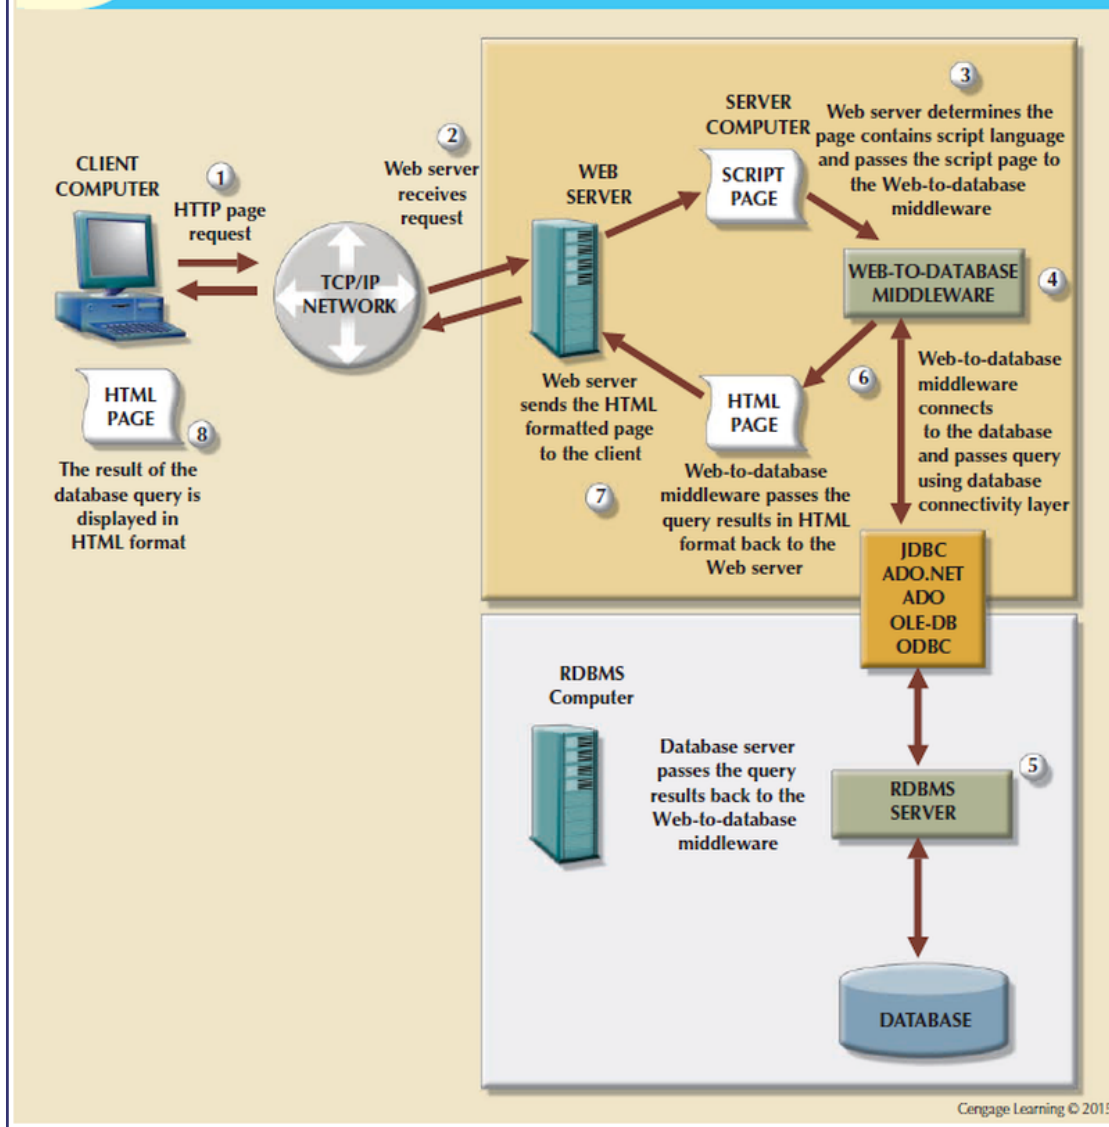 CLIENT
COMPUTER
1
HTTP page
request
TCP/IP
NETWORK
2
Web server
receives
request
WEB
SERVER
SERVER
COMPUTER
SCRIPT
PAGE
3
Web server determines the
page contains script language
and passes the script page to
the Web-to-database
middleware
WEB-TO-DATABASE
MIDDLEWARE
4
Web-to-database
middleware
connects
to the database
and passes query
using database
connectivity layer
JDBC
ADO.NET
ADO
OLE-DB
ODBC
RDBMS
Computer
Database server
passes the query
results back to the
Web-to-database
middleware
5
RDBMS
SERVER
DATABASE
6
HTML
PAGE
Web-to-database
middleware passes the
query results in HTML
format back to the
Web server
Web server
sends the HTML
formatted page
to the client
7
HTML
PAGE
8
The result of the
database query is
displayed in
HTML format
Cengage Learning © 2015